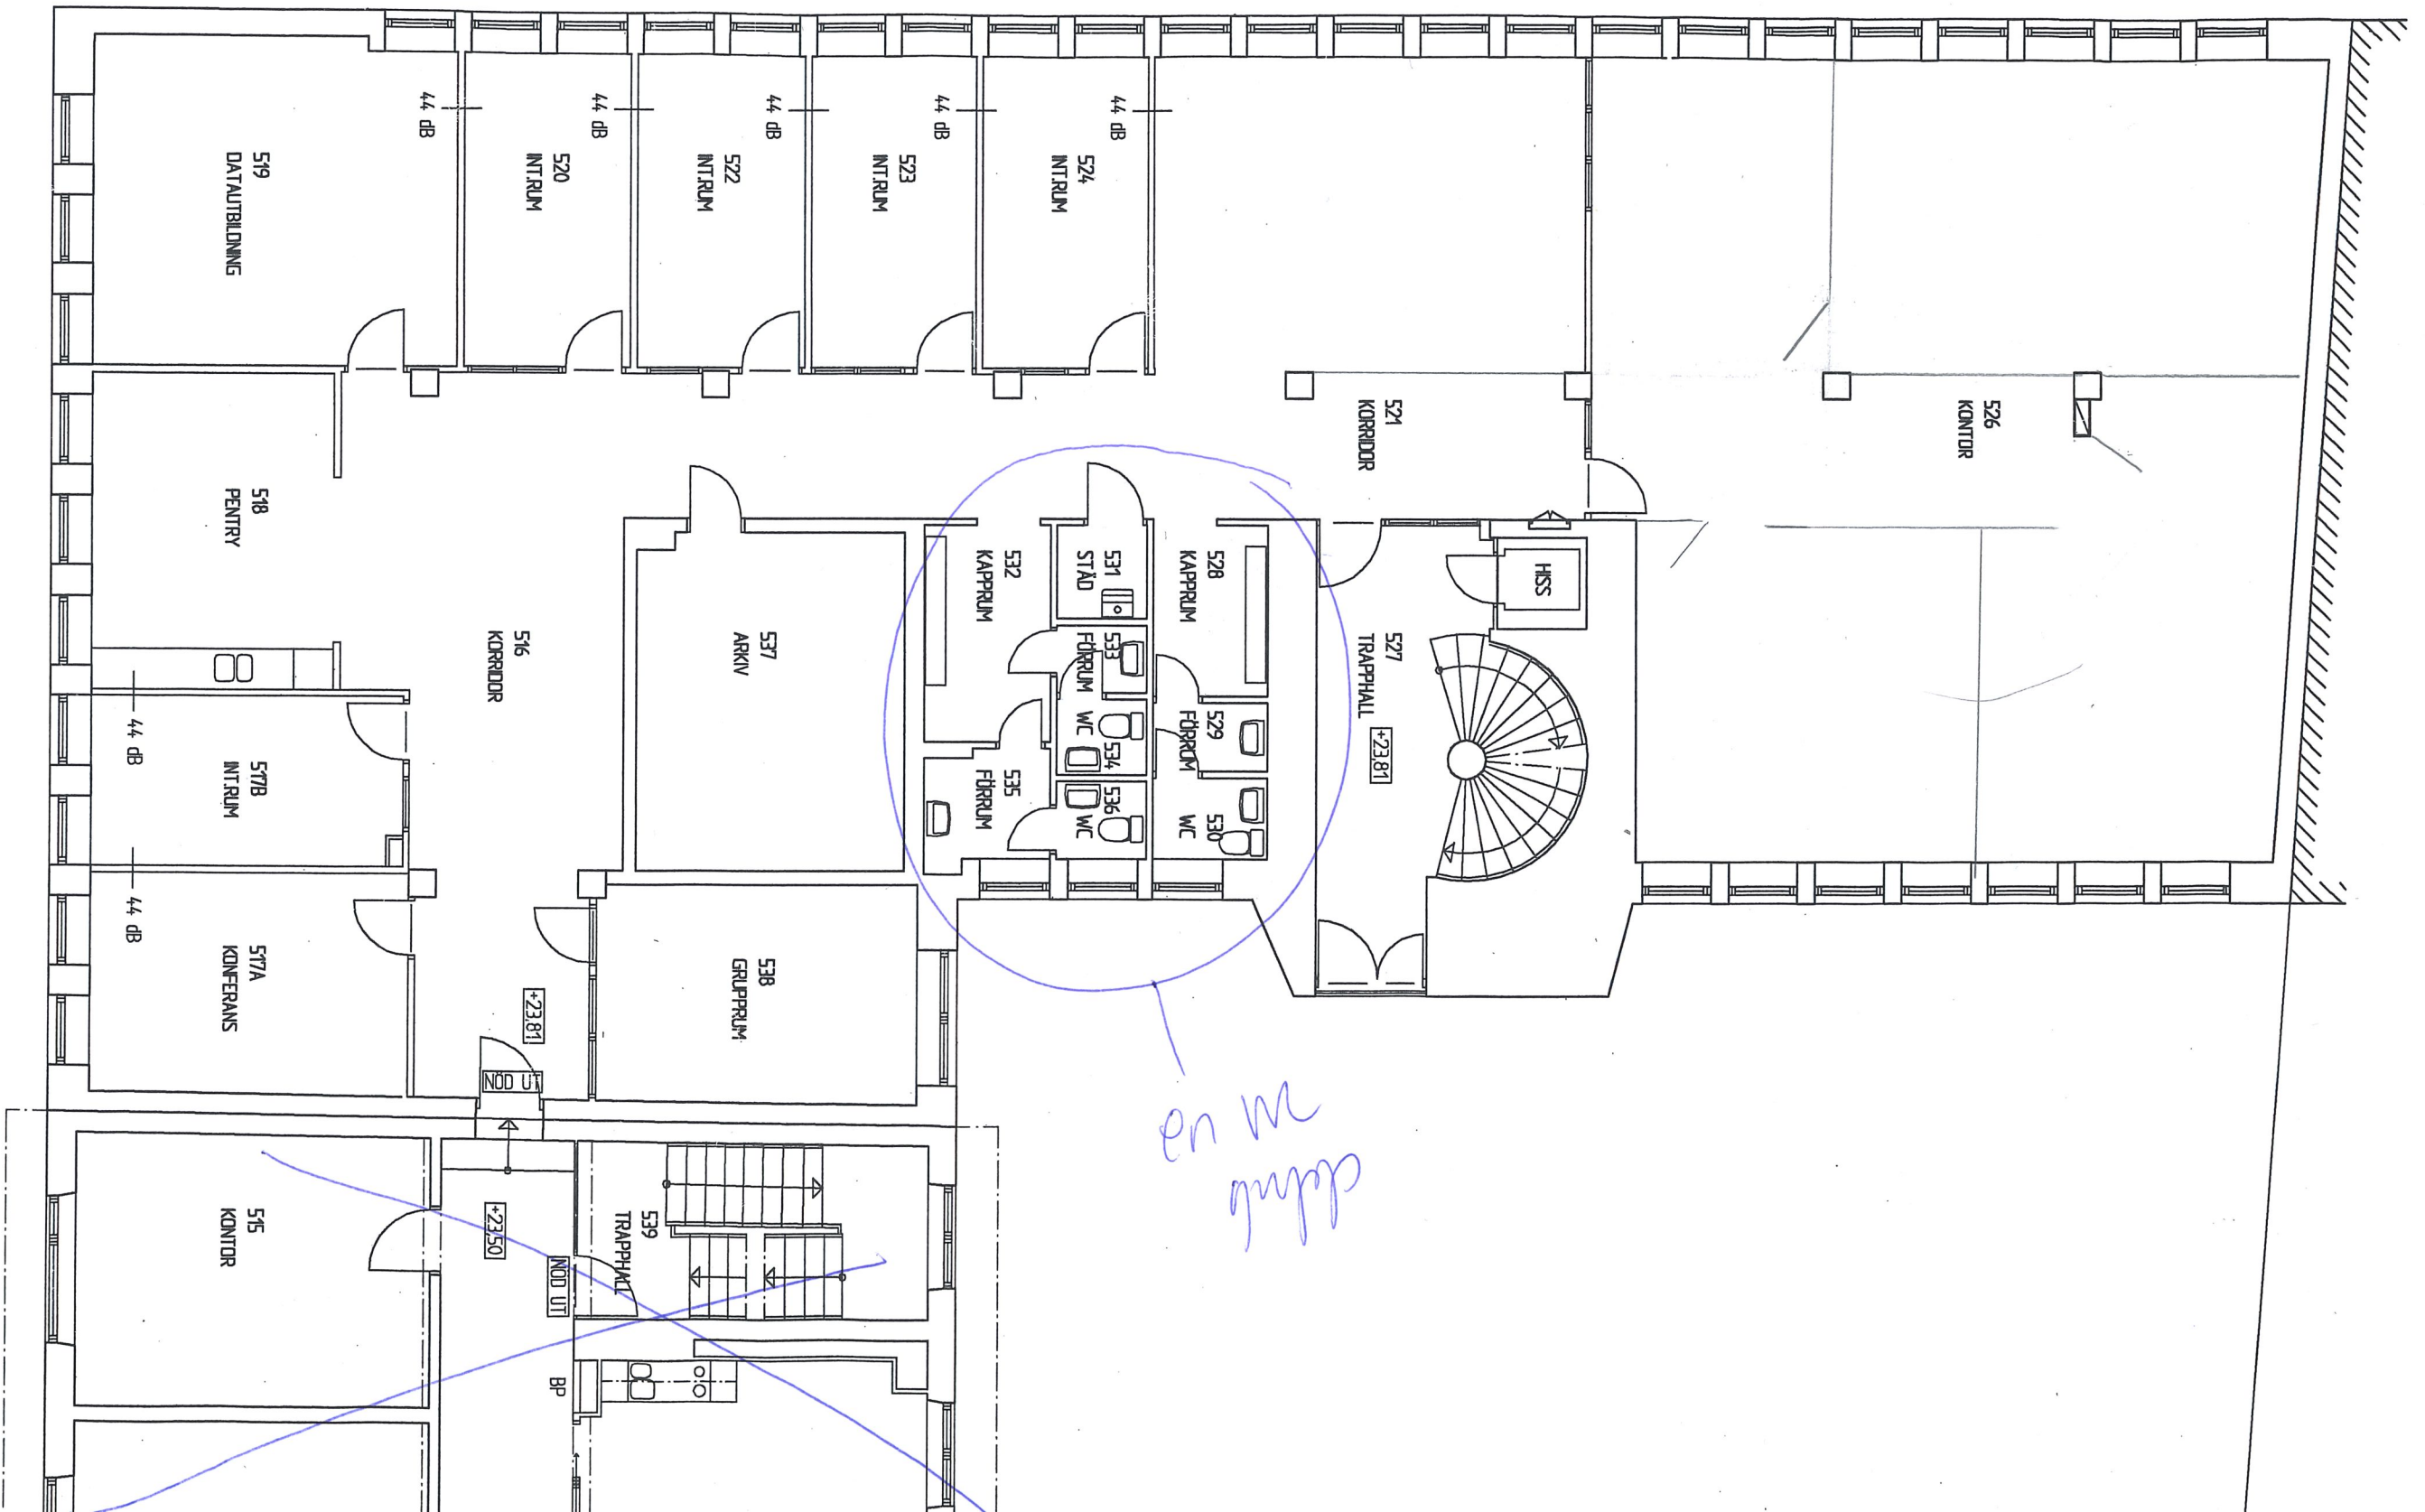 44 dB
44 dB
44 dB
44 dB
44 dB
519
DATAUTBILDNING
520
INT.RUM
522
INT.RUM
523
INT.RUM
524
INT.RUM
521
KORRIDOR
526
KONTOR
518
PENTRY
516
KORRIDOR
537
ARKIV
532
KAPPRUM
531
STÄD
528
KAPPRUM
533
FÖRRUM
534
WC
529
FÖRRUM
535
FÖRRUM
536
WC
530
WC
HISS
527
TRAPPHALL
+23,81
44 dB
517B
INT.RUM
44 dB
517A
KONFERANS
538
GRUPPRUM
+23,81
NÖD UT
en m
515
KONTOR
+23,50
NÖD UT
539
TRAPPHALL
BP